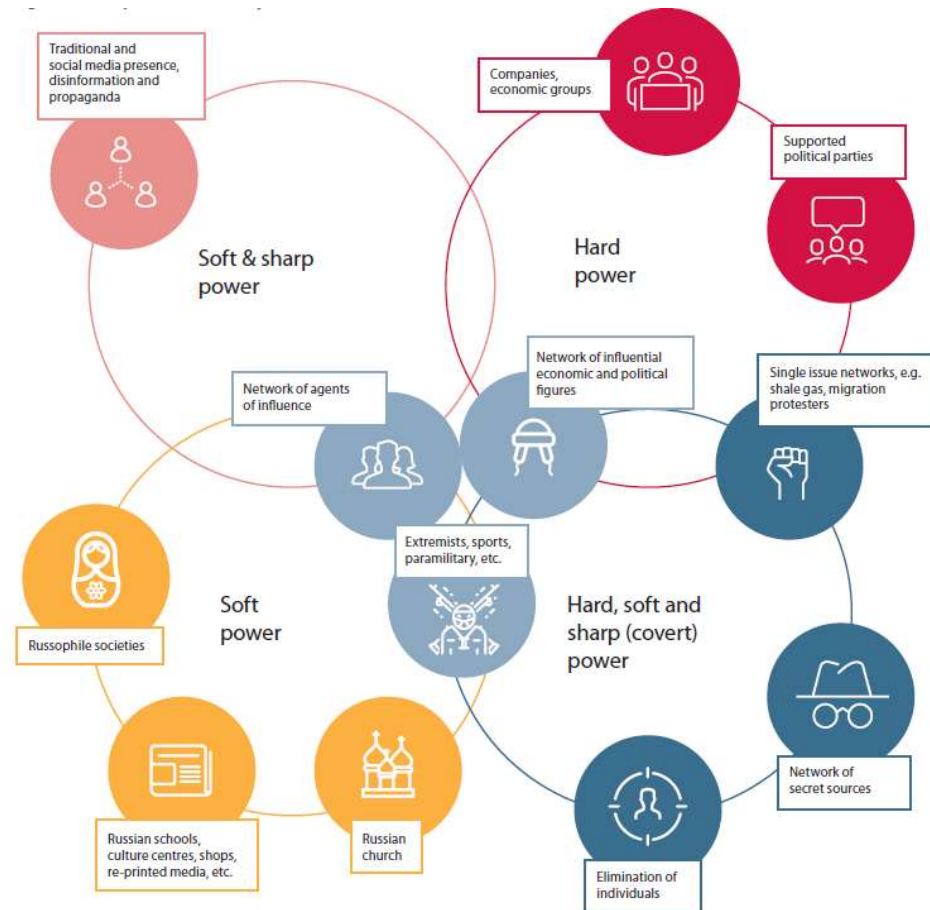 Traditional and
social media presence,
disinformation and
propaganda
Companies,
economic groups
Supported
political parties
Soft & sharp
power
Hard
power
Network of agents
of influence
Network of influential
economic and political
figures
Single issue networks, e.g.
shale gas, migration
protesters
Extremists, sports,
paramilitary, etc.
Soft
power
Hard, soft and
sharp (covert)
power
Russophile societies
Network of
secret sources
Russian schools,
culture centres, shops,
re-printed media, etc.
Russian
church
Elimination of
individuals